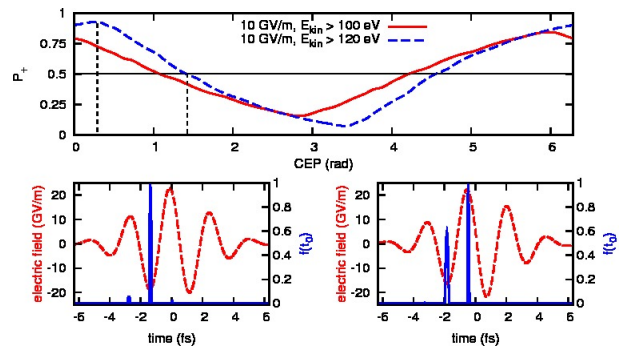 10 GV/m, E_kin > 100 eV
10 GV/m, E_kin > 120 eV
1
0.75
0.5
0.25
0
P_+
0 1 2 3 4 5 6
CEP (rad)
20
10
0
-10
-20
electric field (GV/m)
1
0.8
0.6
0.4
0.2
0
f(t_0)
-6 -4 -2 0 2 4 6
time (fs)
20
10
0
-10
-20
electric field (GV/m)
1
0.8
0.6
0.4
0.2
0
f(t_0)
-6 -4 -2 0 2 4 6
time (fs)